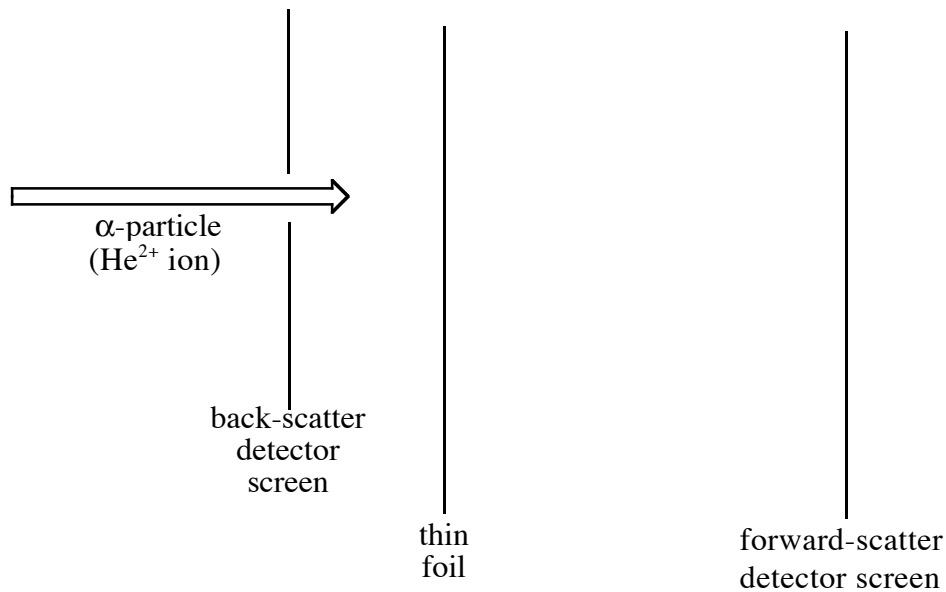 α-particle
(He²⁺ ion)
back-scatter
detector
screen
thin
foil
forward-scatter
detector screen